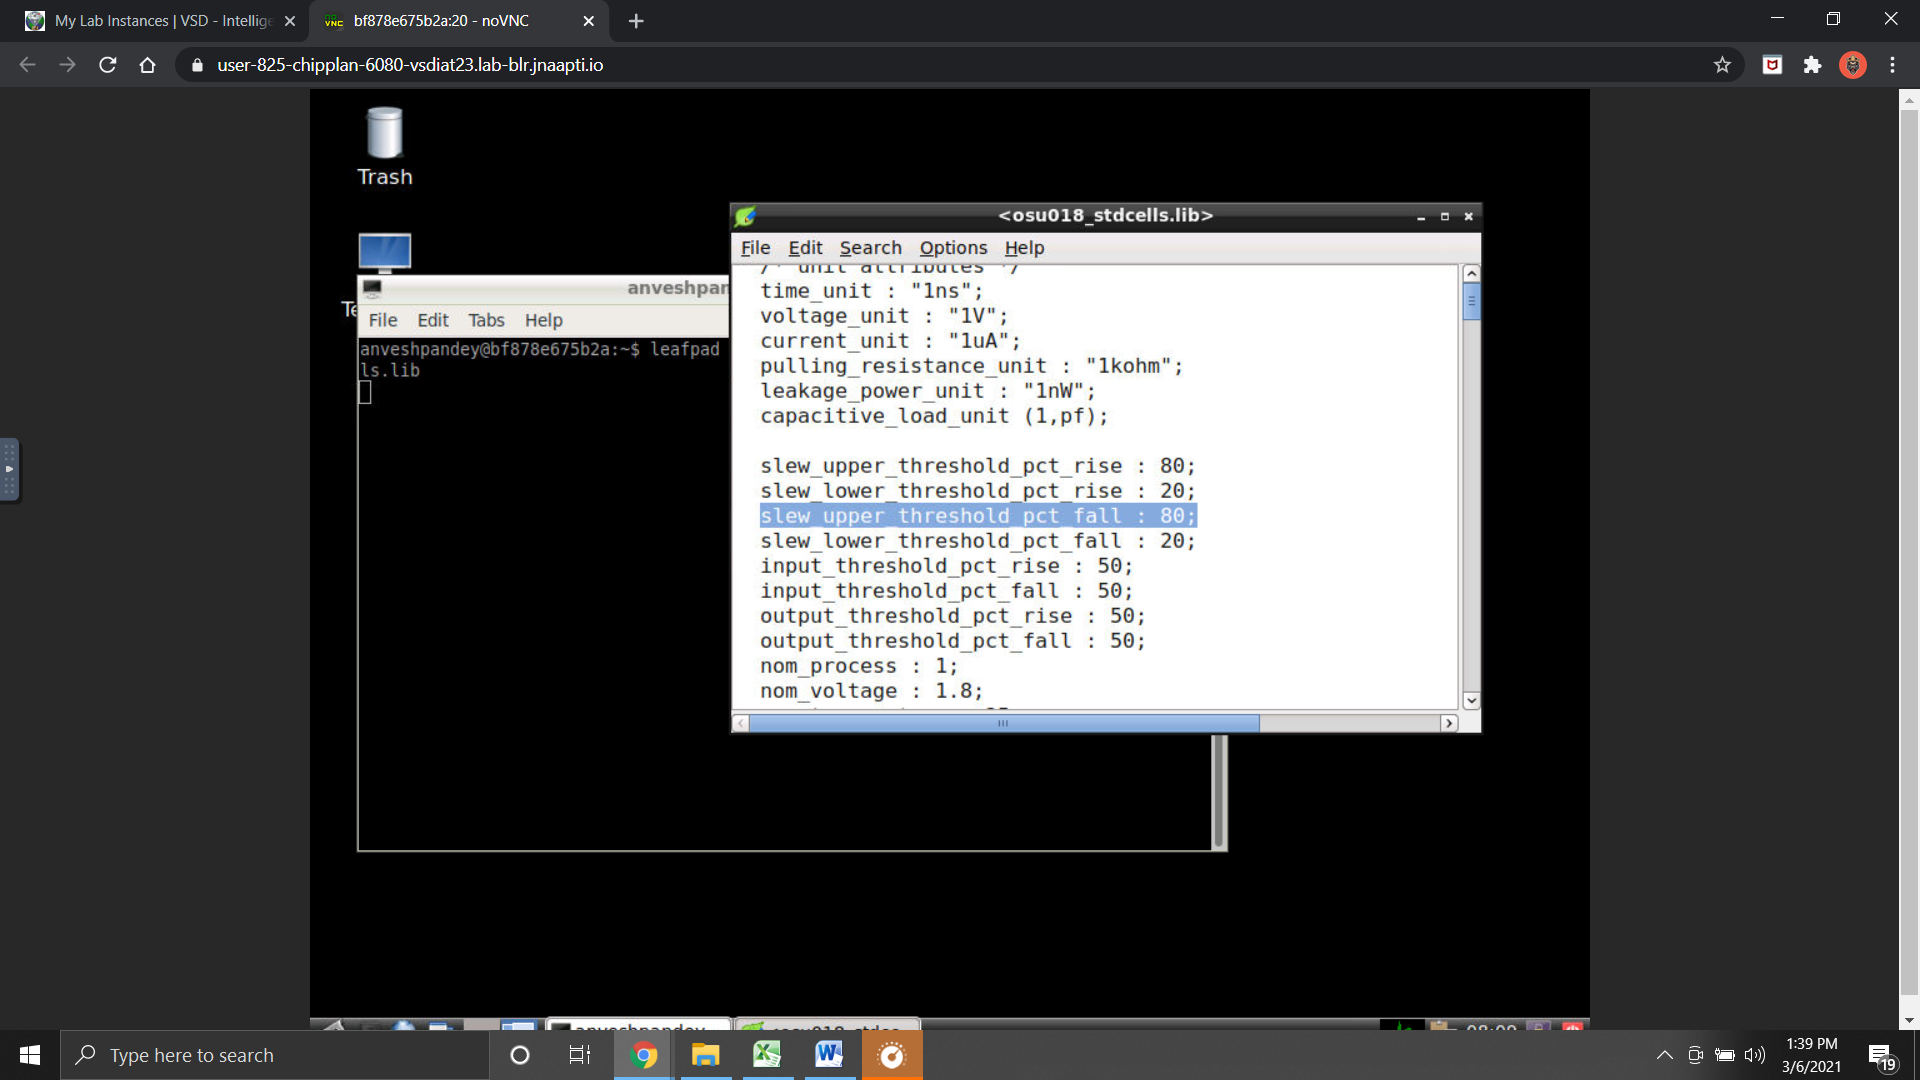 My Lab Instances | VSD - Intellige
bf878e675b2a:20 - noVNC
user-825-chipplan-6080-vsdiat23.lab-blr.jnaapti.io
Trash
<osu018_stdcells.lib>
File Edit Search Options Help
/* unit attributes */
time_unit : "1ns";
voltage_unit : "1V";
current_unit : "1uA";
pulling_resistance_unit : "1kohm";
leakage_power_unit : "1nW";
capacitive_load_unit (1,pf);
slew_upper_threshold_pct_rise : 80;
slew_lower_threshold_pct_rise : 20;
slew_upper_threshold_pct_fall : 80;
slew_lower_threshold_pct_fall : 20;
input_threshold_pct_rise : 50;
input_threshold_pct_fall : 50;
output_threshold_pct_rise : 50;
output_threshold_pct_fall : 50;
nom_process : 1;
nom_voltage : 1.8;
anveshpan
File Edit Tabs Help
anveshpandey@bf878e675b2a:~$ leafpad
ls.lib
anveshpandey
Type here to search
1:39 PM
3/6/2021
19